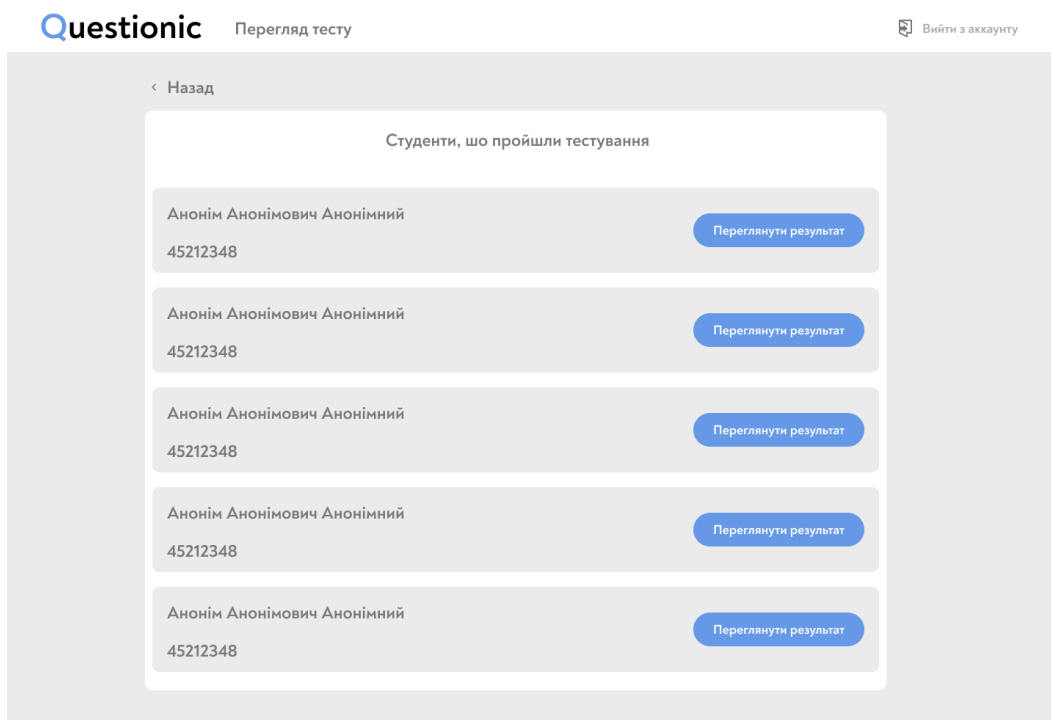 Questionic
Перегляд тесту
Вийти з аккаунту
Назад
Студенти, шо пройшли тестування
Анонім Анонімович Анонімний
45212348
Переглянути результат
Анонім Анонімович Анонімний
45212348
Переглянути результат
Анонім Анонімович Анонімний
45212348
Переглянути результат
Анонім Анонімович Анонімний
45212348
Переглянути результат
Анонім Анонімович Анонімний
45212348
Переглянути результат